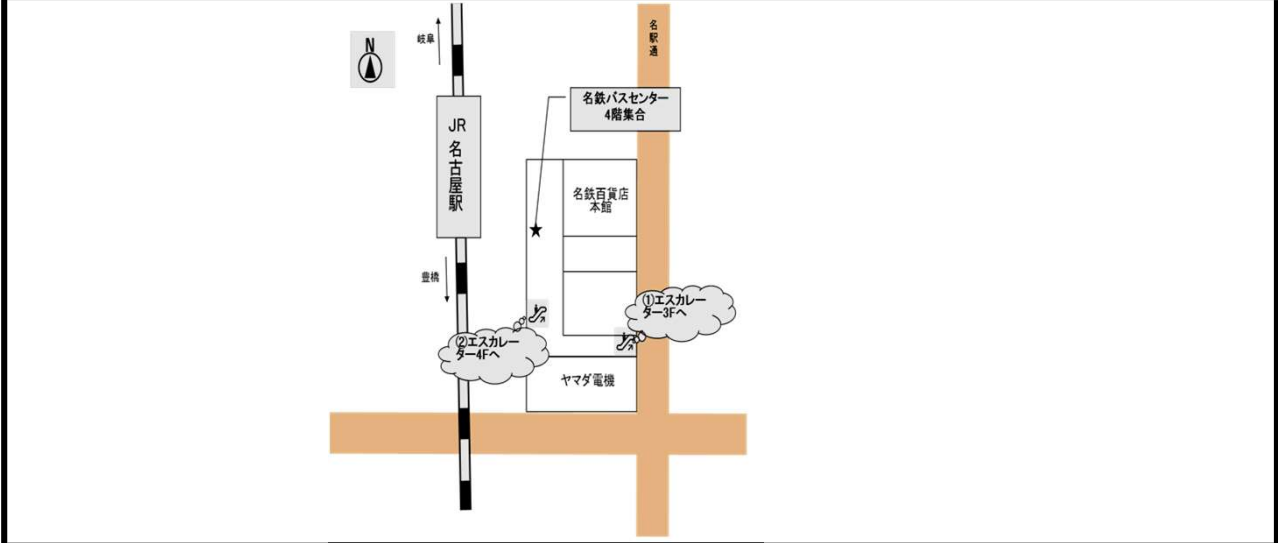 名駅通
岐阜
N
名鉄バスセンター
4階集合
JR 名古屋駅
名鉄百貨店
本館
豊橋
①エスカレー
ター3Fへ
②エスカレー
ター4Fへ
ヤマダ電機